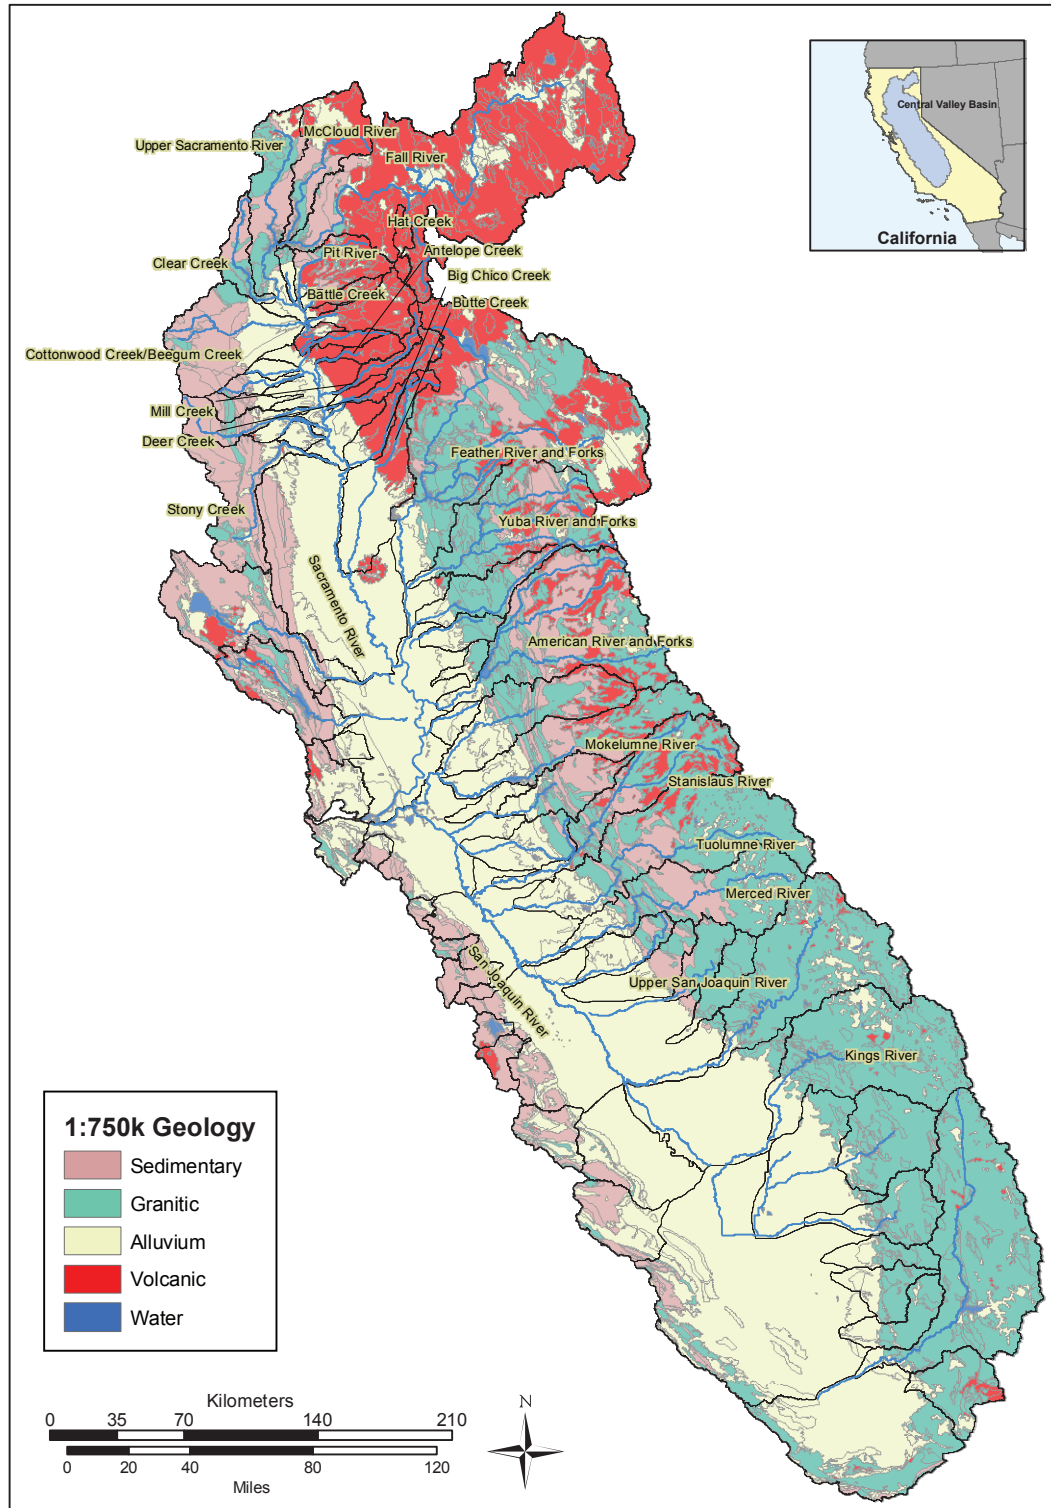 Central Valley Basin
California
McCloud River
Upper Sacramento River
Fall River
Hat Creek
Antelope Creek
Pit River
Clear Creek
Big Chico Creek
Battle Creek
Butte Creek
Cottonwood Creek/Beegum Creek
Mill Creek
Deer Creek
Feather River and Forks
Stony Creek
Yuba River and Forks
Sacramento River
American River and Forks
Mokelumne River
Stanislaus River
Tuolumne River
Merced River
San Joaquin River
Upper San Joaquin River
Kings River
1:750k Geology
Sedimentary
Granitic
Alluvium
Volcanic
Water
Kilometers
0 35 70 140 210
0 20 40 80 120
Miles
N